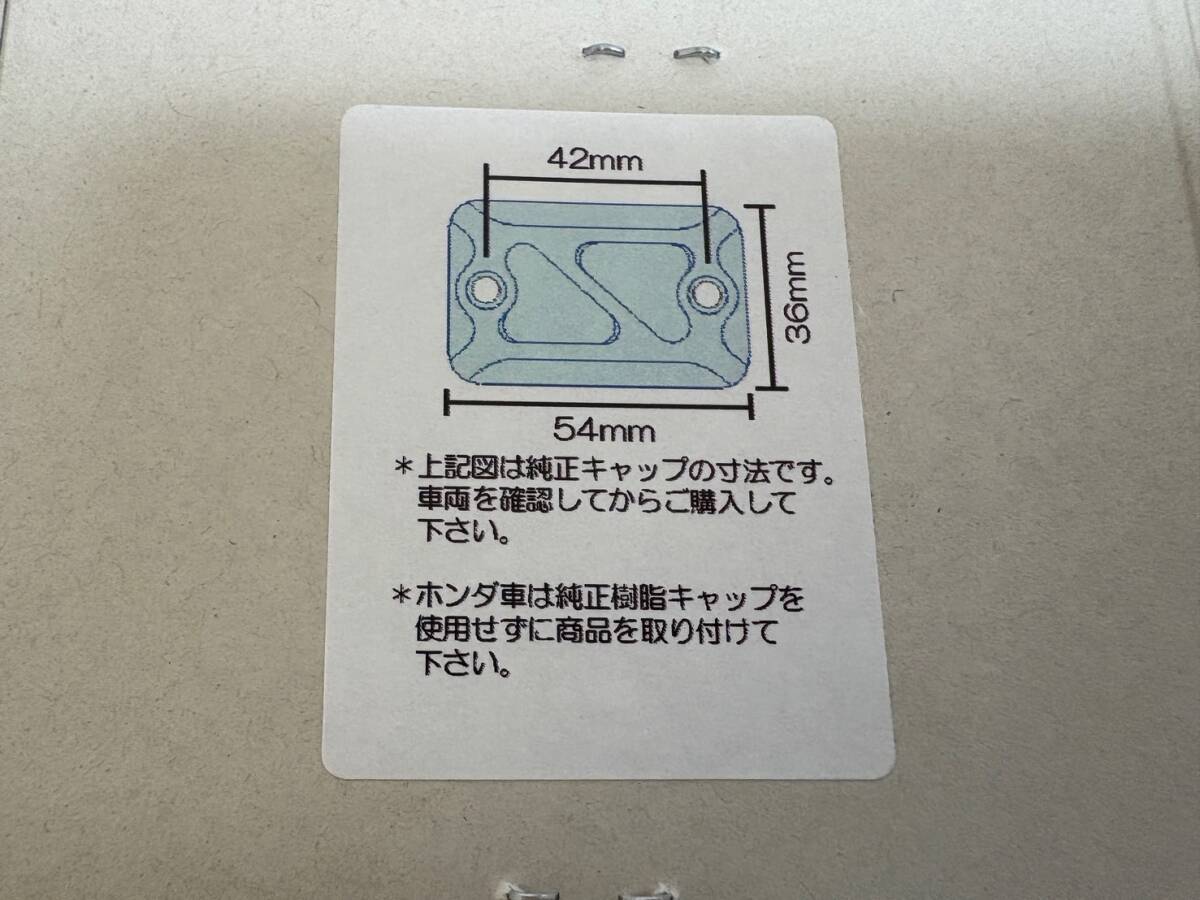 42mm
36mm
54mm
＊上記図は純正キャップの寸法です。
車両を確認してからご購入して
下さい。
＊ホンダ車は純正樹脂キャップを
使用せずに商品を取り付けて
下さい。